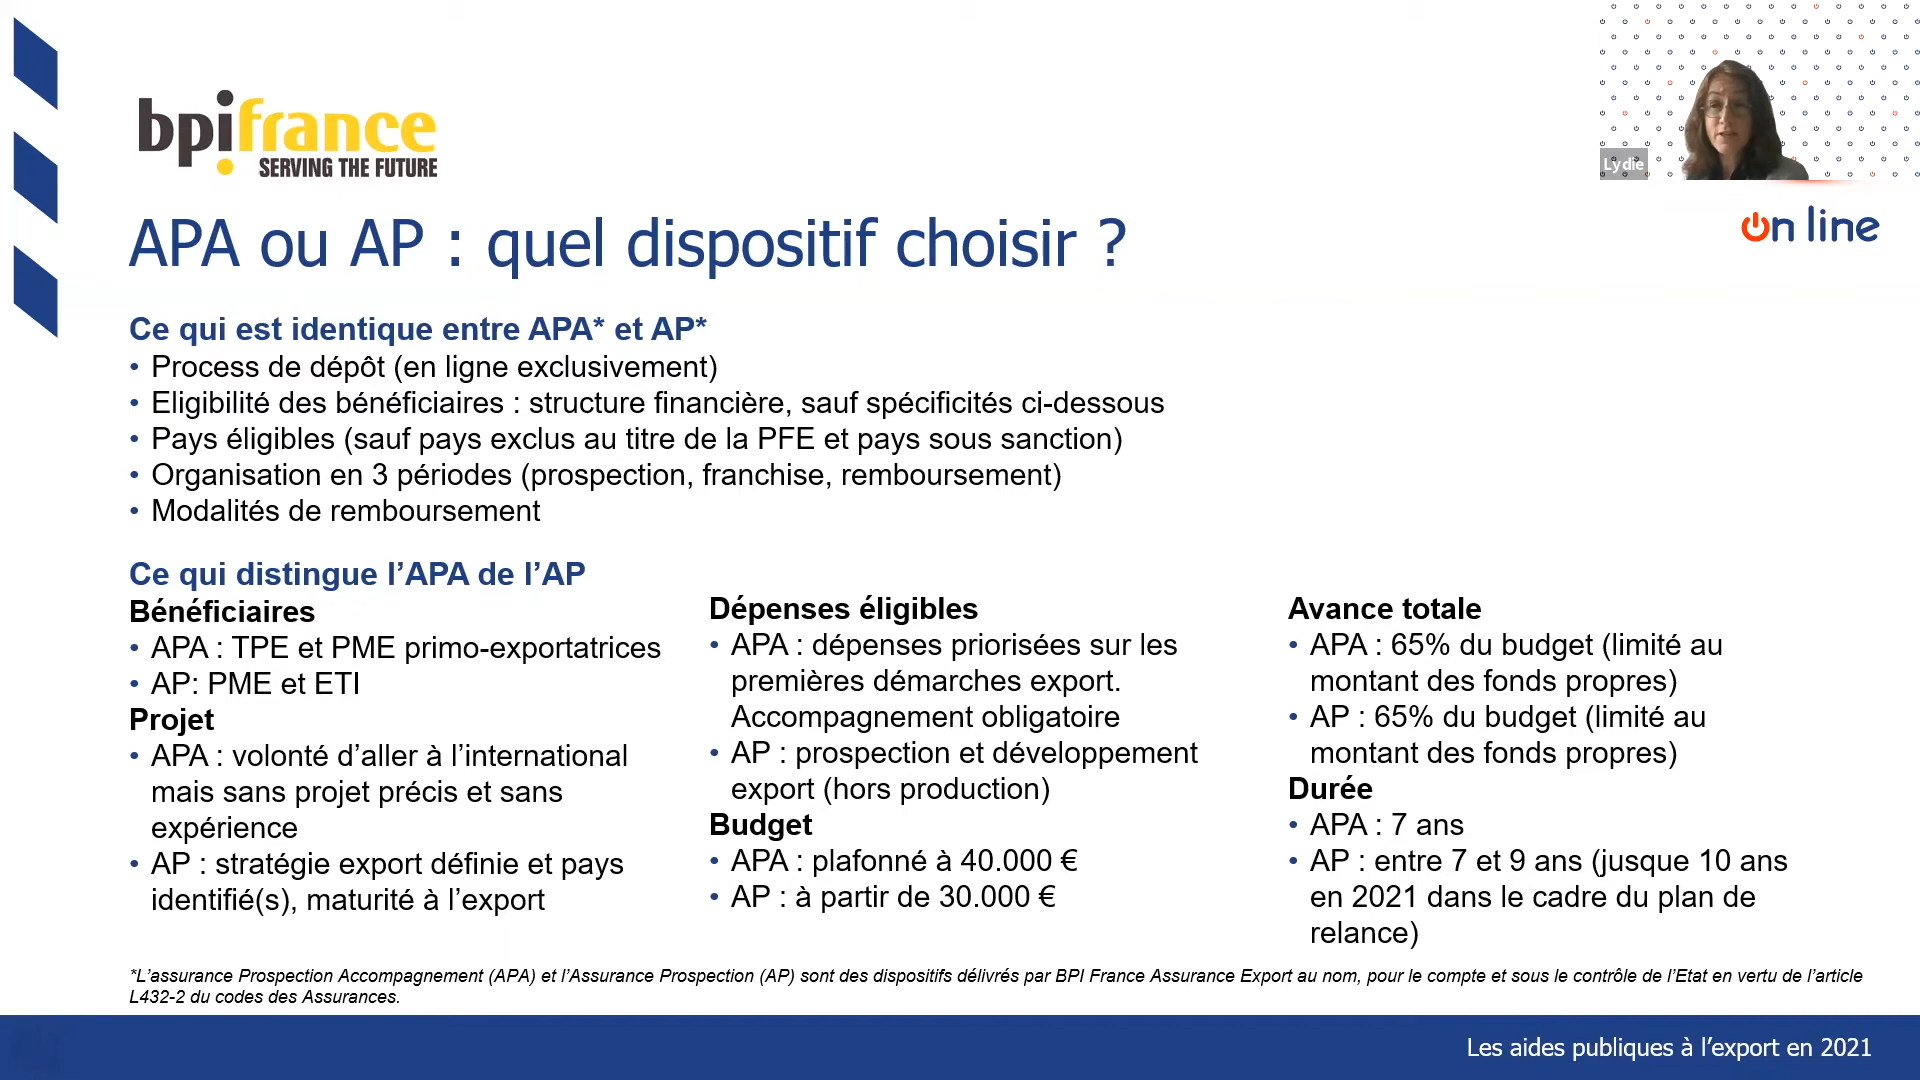 bpifrance
SERVING THE FUTURE
Lydie
On line
APA ou AP : quel dispositif choisir ?
Ce qui est identique entre APA* et AP*
• Process de dépôt (en ligne exclusivement)
• Eligibilité des bénéficiaires : structure financière, sauf spécificités ci-dessous
• Pays éligibles (sauf pays exclus au titre de la PFE et pays sous sanction)
• Organisation en 3 périodes (prospection, franchise, remboursement)
• Modalités de remboursement
Ce qui distingue l’APA de l’AP
Bénéficiaires
• APA : TPE et PME primo-exportatrices
• AP: PME et ETI
Projet
• APA : volonté d’aller à l’international
mais sans projet précis et sans
expérience
• AP : stratégie export définie et pays
identifié(s), maturité à l’export
Dépenses éligibles
• APA : dépenses priorisées sur les
premières démarches export.
Accompagnement obligatoire
• AP : prospection et développement
export (hors production)
Budget
• APA : plafonné à 40.000 €
• AP : à partir de 30.000 €
Avance totale
• APA : 65% du budget (limité au
montant des fonds propres)
• AP : 65% du budget (limité au
montant des fonds propres)
Durée
• APA : 7 ans
• AP : entre 7 et 9 ans (jusque 10 ans
en 2021 dans le cadre du plan de
relance)
*L’assurance Prospection Accompagnement (APA) et l’Assurance Prospection (AP) sont des dispositifs délivrés par BPI France Assurance Export au nom, pour le compte et sous le contrôle de l’Etat en vertu de l’article
L432-2 du codes des Assurances.
Les aides publiques à l’export en 2021